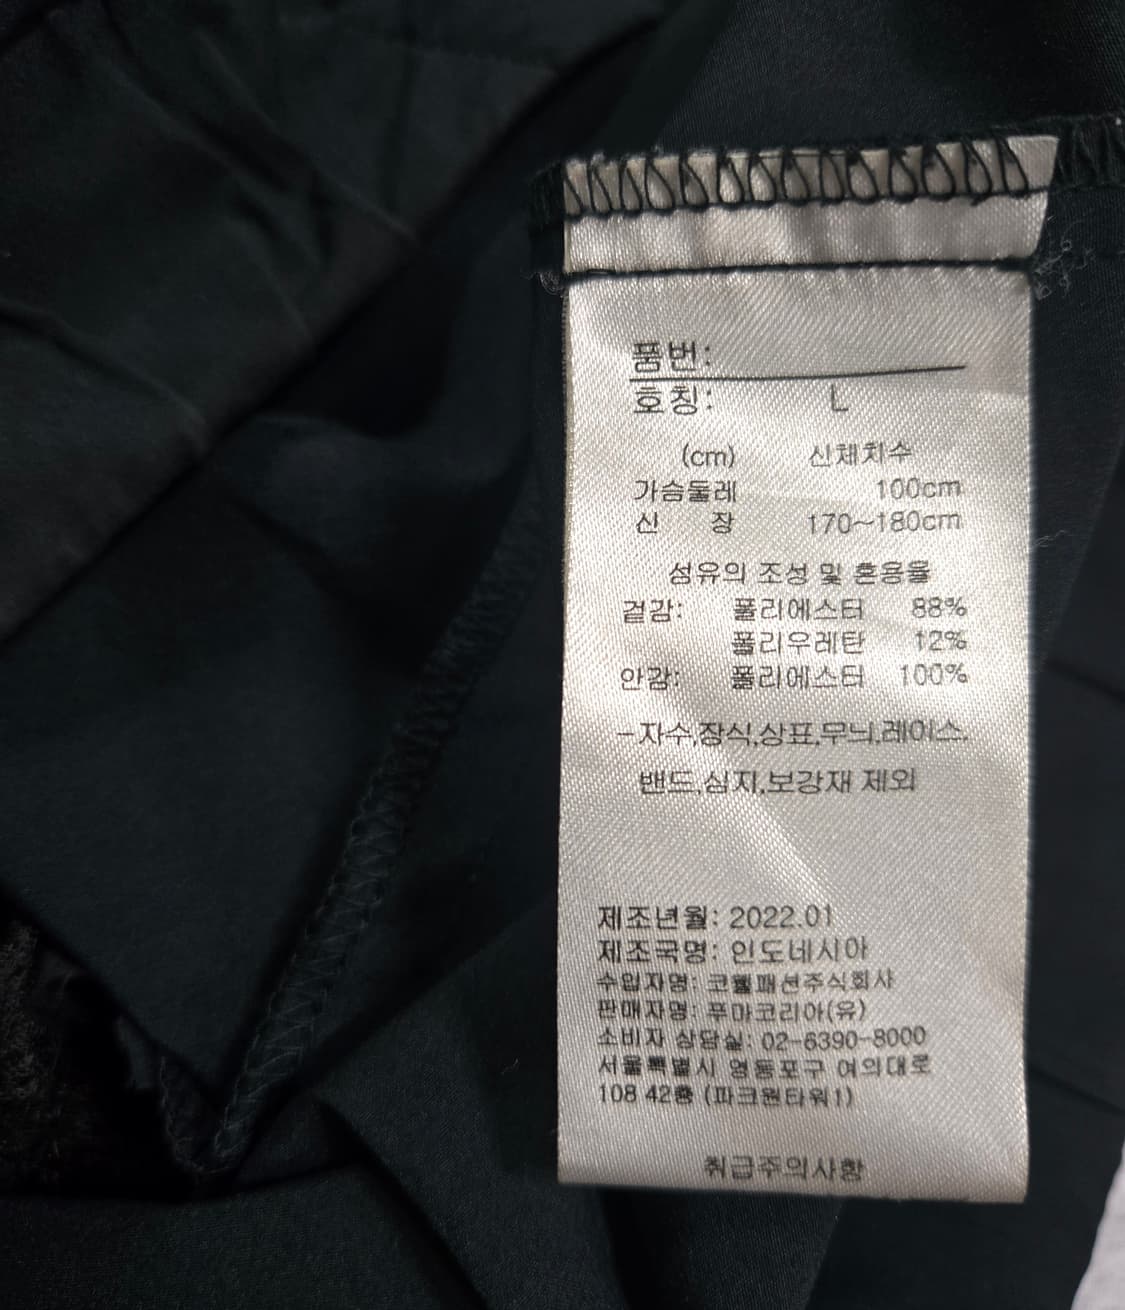 품번:
호칭: L
(cm) 신체치수
가슴둘레 100cm
신 장 170~180cm
섬유의 조성 및 혼용율
겉감: 폴리에스터 88%
폴리우레탄 12%
안감: 폴리에스터 100%
-자수,장식,상표,무늬,레이스,
밴드,심지,보강재 제외
제조년월: 2022.01
제조국명: 인도네시아
수입자명: 코웰패션주식회사
판매자명: 푸마코리아(유)
소비자 상담실: 02-6390-8000
서울특별시 영등포구 여의대로
108 42층 (파크원타워1)
취급주의사항